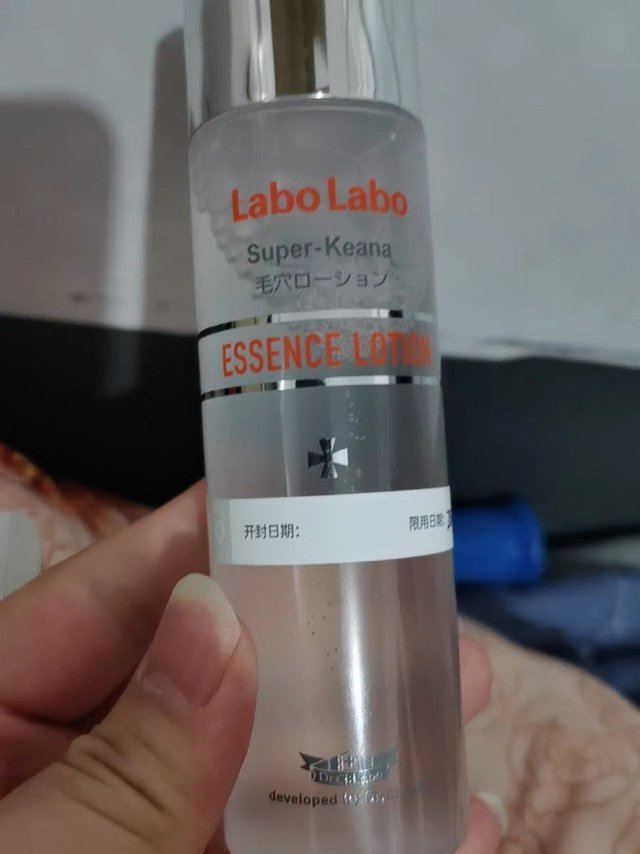 Labo Labo
Super-Keana
毛穴ローション
ESSENCE LOTION
开封日期:
限用日期:
developed by Dr.